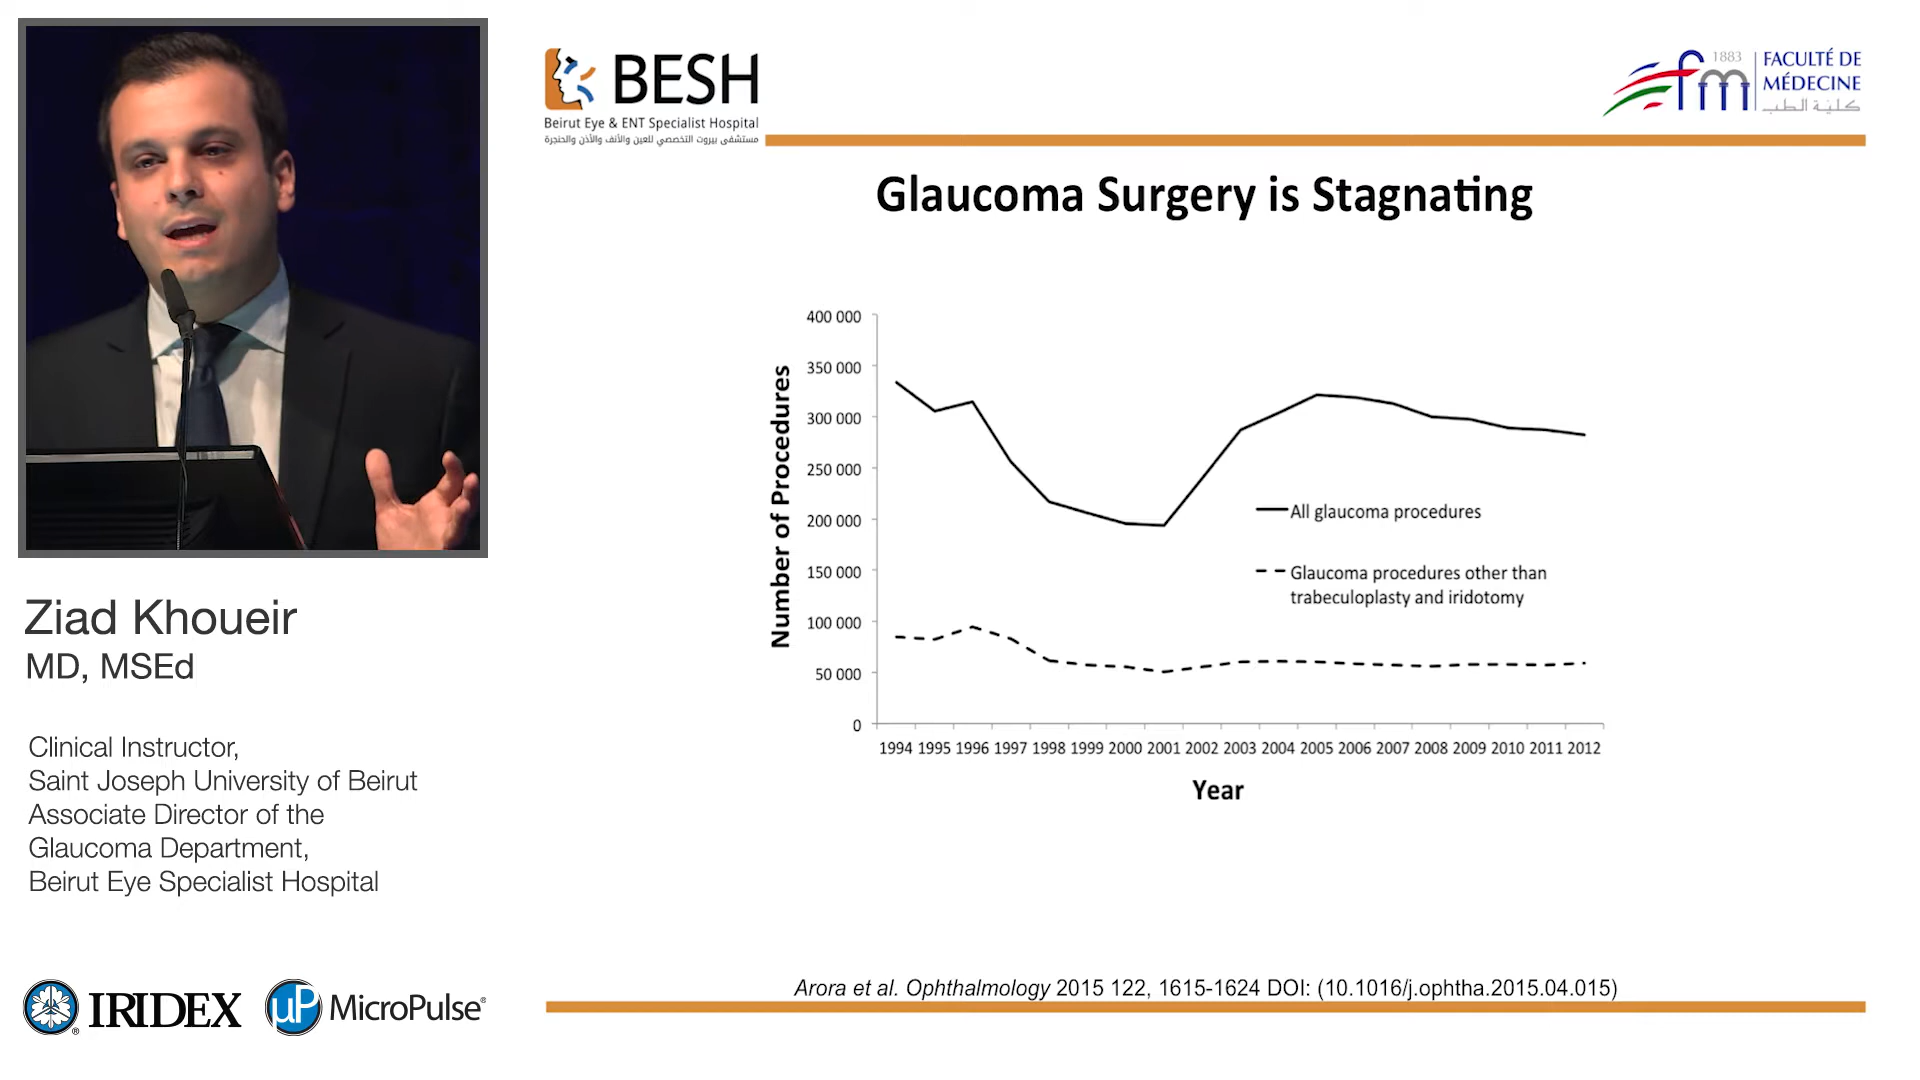 BESH
Beirut Eye & ENT Specialist Hospital
مستشفى بيروت التخصصي للعين والأنف والأذن والحنجرة
1883
fm
FACULTÉ DE
MÉDECINE
كلية الطب
Glaucoma Surgery is Stagnating
Number of Procedures
400 000
350 000
300 000
250 000
200 000
150 000
100 000
50 000
0
All glaucoma procedures
Glaucoma procedures other than
trabeculoplasty and iridotomy
1994 1995 1996 1997 1998 1999 2000 2001 2002 2003 2004 2005 2006 2007 2008 2009 2010 2011 2012
Year
Ziad Khoueir
MD, MSEd
Clinical Instructor,
Saint Joseph University of Beirut
Associate Director of the
Glaucoma Department,
Beirut Eye Specialist Hospital
IRIDEX®
µP MicroPulse®
Arora et al. Ophthalmology 2015 122, 1615-1624 DOI: (10.1016/j.ophtha.2015.04.015)